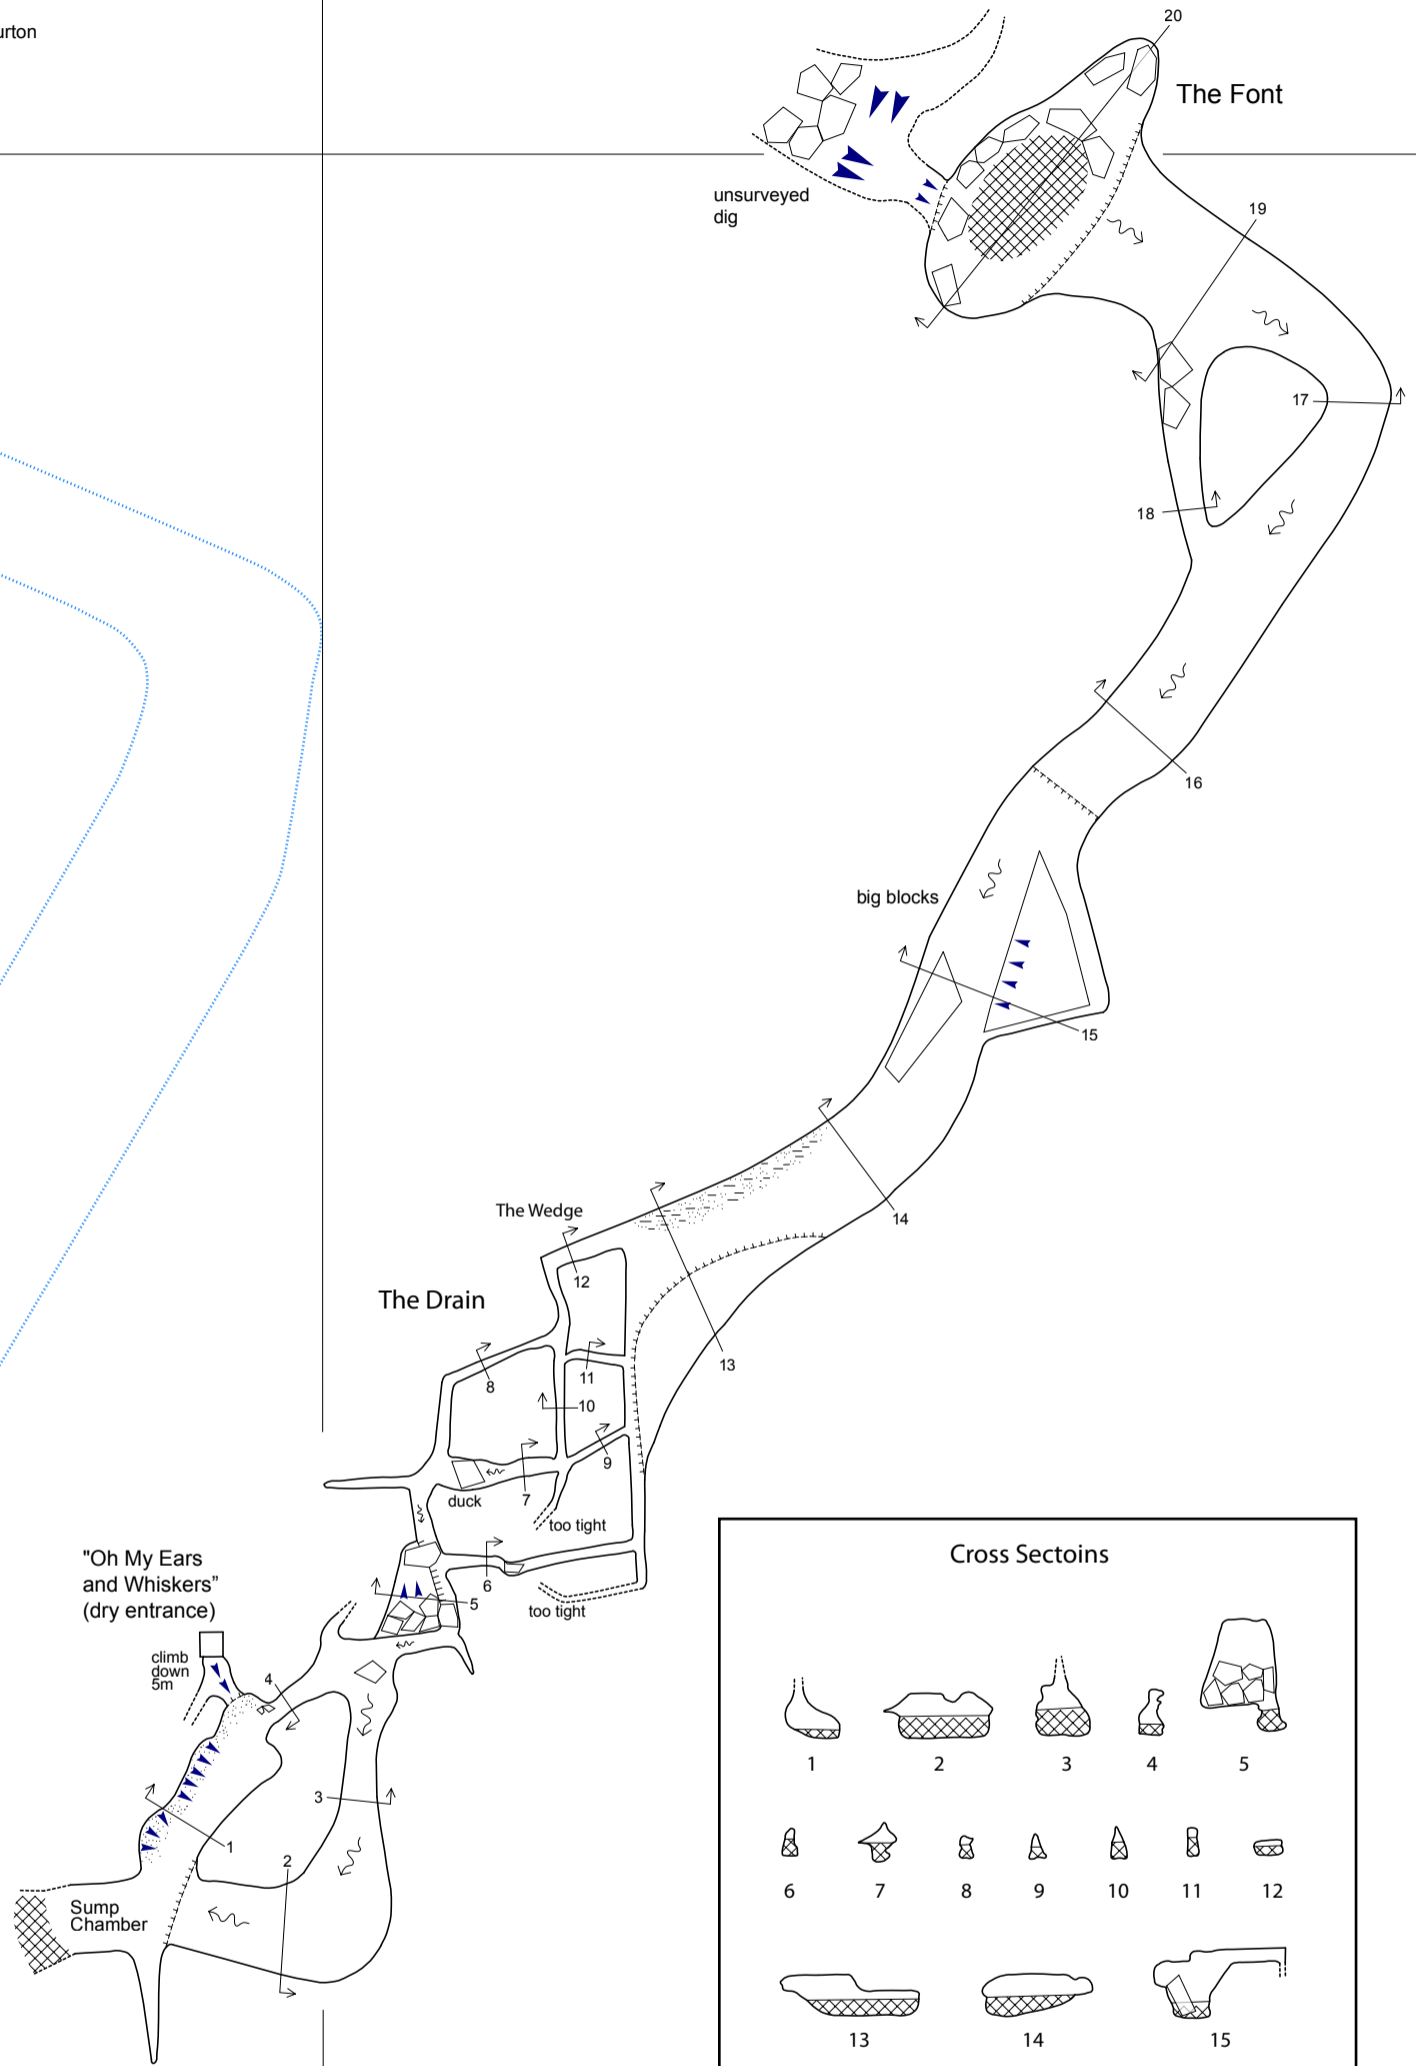 urton
20
The Font
unsurveyed
dig
19
17
18
16
big blocks
15
14
The Wedge
12
The Drain
13
11
8
10
9
7
duck
too tight
6
too tight
5
"Oh My Ears
and Whiskers”
(dry entrance)
climb
down
5m
4
3
1
2
Sump
Chamber
Cross Sectoins
1 2 3 4 5
6 7 8 9 10 11 12
13 14 15